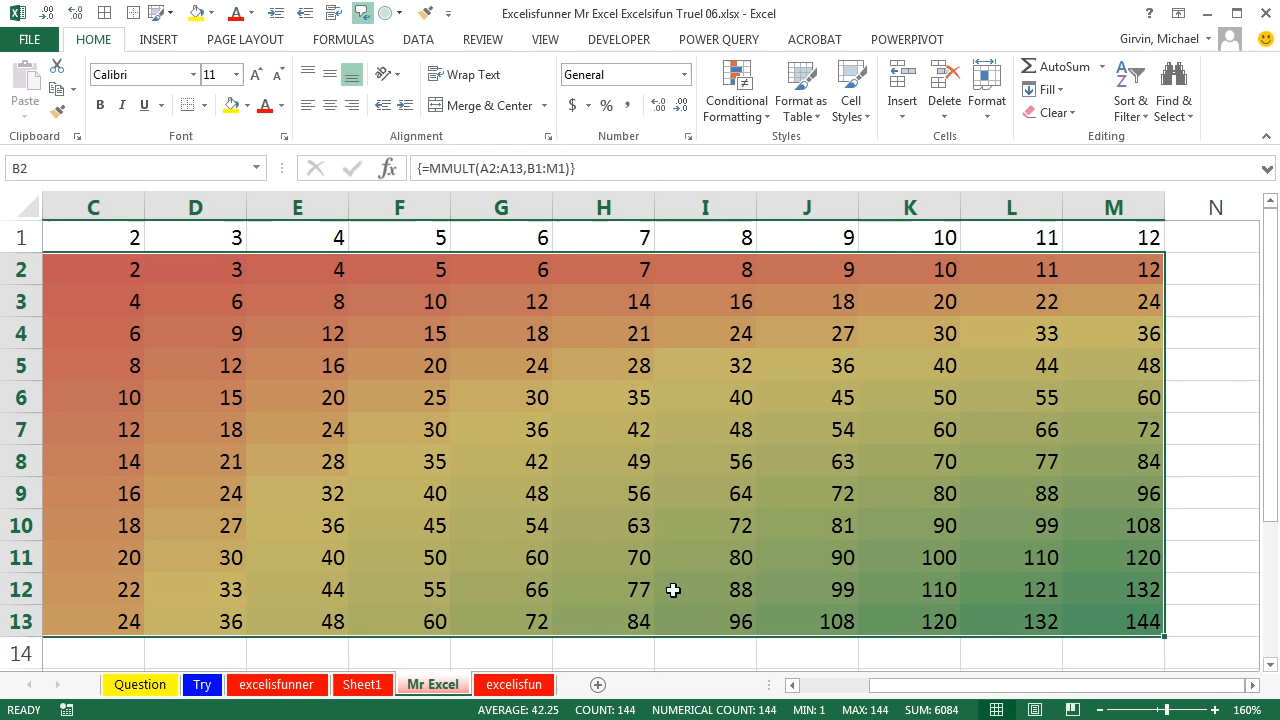 Excelisfunner Mr Excel Excelsifun Truel 06.xlsx - Excel
FILE HOME INSERT PAGE LAYOUT FORMULAS DATA REVIEW VIEW DEVELOPER POWER QUERY ACROBAT POWERPIVOT Girvin, Michael
Paste Calibri 11 A A Wrap Text General Conditional Format as Cell Insert Delete Format AutoSum Sort & Find &
B I U A Merge & Center $ % , Formatting Table Styles Fill Clear Filter Select
Clipboard Font Alignment Number Styles Cells Editing
B2 fx {=MMULT(A2:A13,B1:M1)}
C D E F G H I J K L M N
1 2 3 4 5 6 7 8 9 10 11 12
2 2 3 4 5 6 7 8 9 10 11 12
3 4 6 8 10 12 14 16 18 20 22 24
4 6 9 12 15 18 21 24 27 30 33 36
5 8 12 16 20 24 28 32 36 40 44 48
6 10 15 20 25 30 35 40 45 50 55 60
7 12 18 24 30 36 42 48 54 60 66 72
8 14 21 28 35 42 49 56 63 70 77 84
9 16 24 32 40 48 56 64 72 80 88 96
10 18 27 36 45 54 63 72 81 90 99 108
11 20 30 40 50 60 70 80 90 100 110 120
12 22 33 44 55 66 77 88 99 110 121 132
13 24 36 48 60 72 84 96 108 120 132 144
14
Question Try excelisfunner Sheet1 Mr Excel excelisfun
READY AVERAGE: 42.25 COUNT: 144 NUMERICAL COUNT: 144 MIN: 1 MAX: 144 SUM: 6084 160%